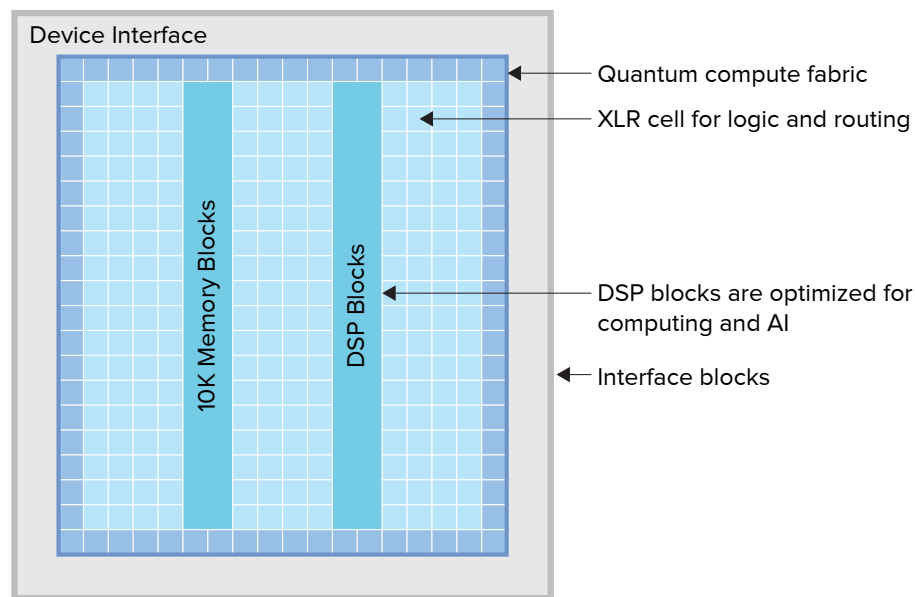 Device Interface
Quantum compute fabric
XLR cell for logic and routing
10K Memory Blocks
DSP Blocks
DSP blocks are optimized for
computing and AI
Interface blocks